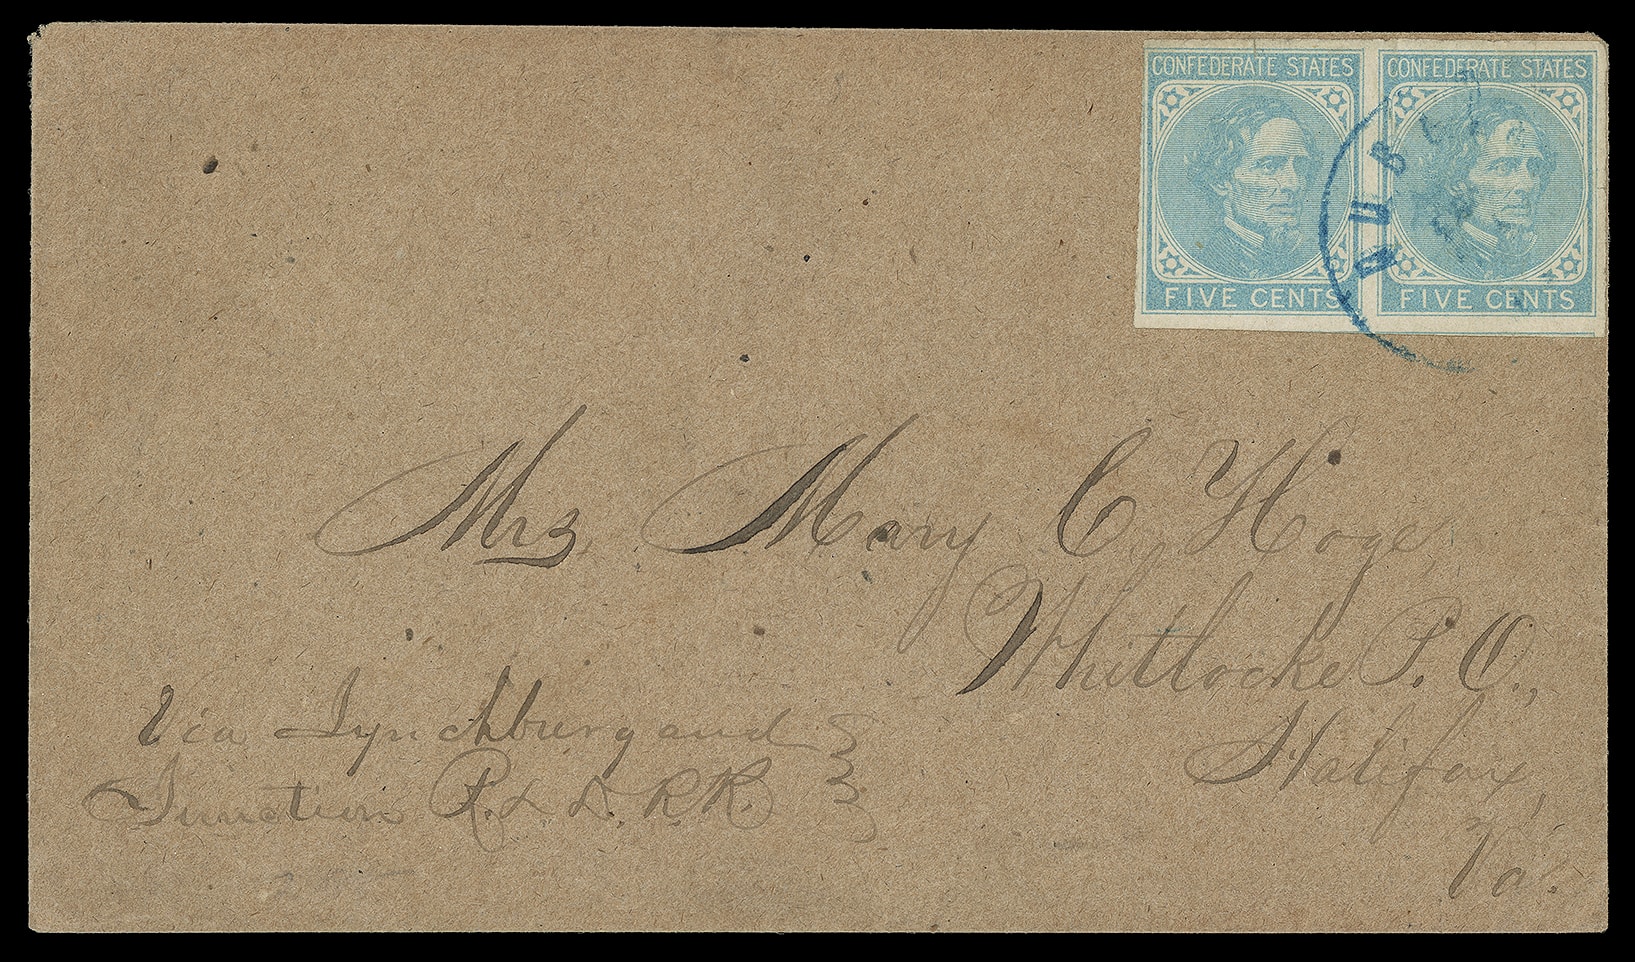 CONFEDERATE STATES
FIVE CENTS
CONFEDERATE STATES
FIVE CENTS
Mrs. Mary C. Hoge,
Whitlocke P. O.,
Halifax,
Va.
Via Lynchburg and
Junction R. & D. R. R.